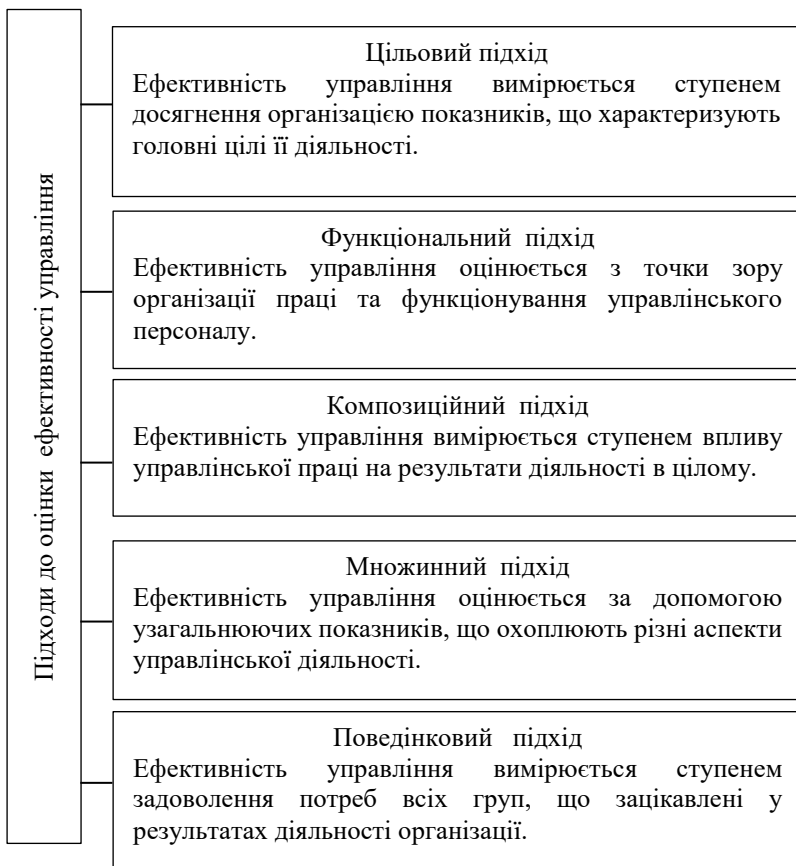 Підходи до оцінки ефективності управління
Цільовий підхід
Ефективність управління вимірюється ступенем
досягнення організацією показників, що характеризують
головні цілі її діяльності.
Функціональний підхід
Ефективність управління оцінюється з точки зору
організації праці та функціонування управлінського
персоналу.
Композиційний підхід
Ефективність управління вимірюється ступенем впливу
управлінської праці на результати діяльності в цілому.
Множинний підхід
Ефективність управління оцінюється за допомогою
узагальнюючих показників, що охоплюють різні аспекти
управлінської діяльності.
Поведінковий підхід
Ефективність управління вимірюється ступенем
задоволення потреб всіх груп, що зацікавлені у
результатах діяльності організації.